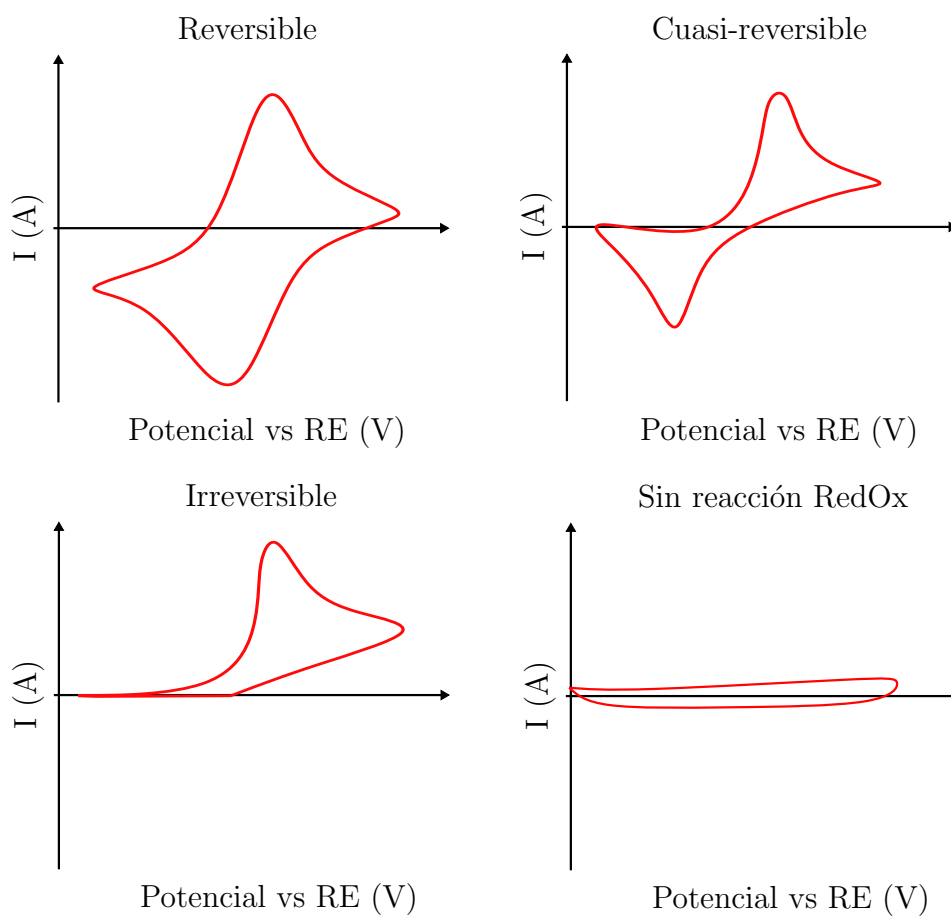 Reversible
I (A)
Potencial vs RE (V)
Cuasi-reversible
I (A)
Potencial vs RE (V)
Irreversible
I (A)
Potencial vs RE (V)
Sin reacción RedOx
I (A)
Potencial vs RE (V)